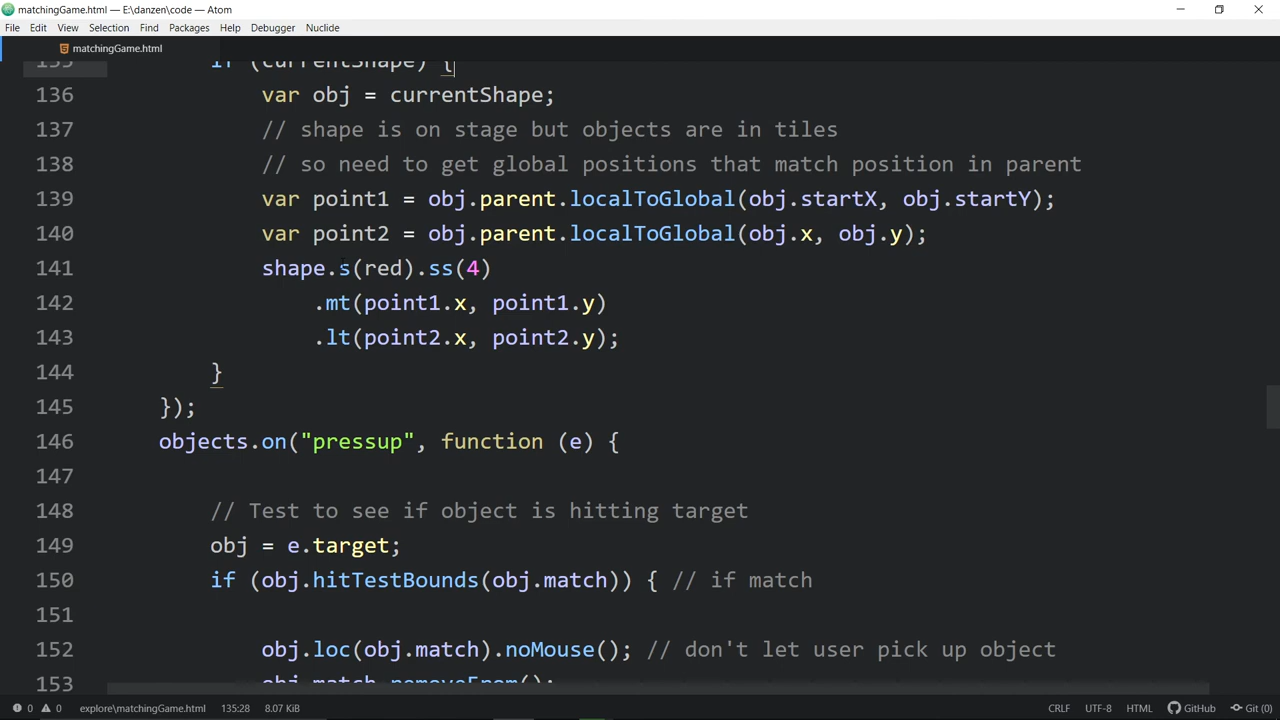 matchingGame.html — E:\danzen\code — Atom
File Edit View Selection Find Packages Help Debugger Nuclide
matchingGame.html
135 if (currentShape) {
136 var obj = currentShape;
137 // shape is on stage but objects are in tiles
138 // so need to get global positions that match position in parent
139 var point1 = obj.parent.localToGlobal(obj.startX, obj.startY);
140 var point2 = obj.parent.localToGlobal(obj.x, obj.y);
141 shape.s(red).ss(4)
142 .mt(point1.x, point1.y)
143 .lt(point2.x, point2.y);
144 }
145 });
146 objects.on("pressup", function (e) {
147
148 // Test to see if object is hitting target
149 obj = e.target;
150 if (obj.hitTestBounds(obj.match)) { // if match
151
152 obj.loc(obj.match).noMouse(); // don't let user pick up object
153 obj.match.removeFrom();
0 0 explore\matchingGame.html 135:28 8.07 KiB CRLF UTF-8 HTML GitHub Git (0)